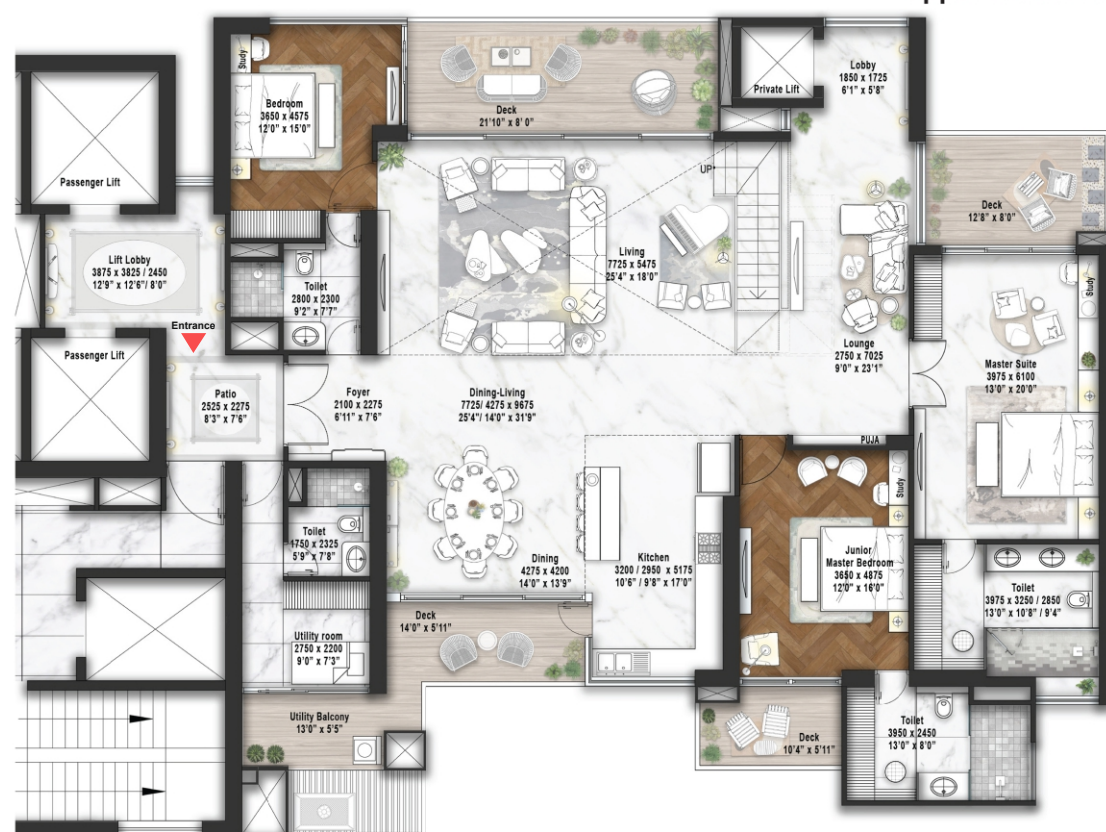 Study
Bedroom
3650 x 4575
12'0" x 15'0"
Deck
21'10" x 8' 0"
Private Lift
Lobby
1850 x 1725
6'1" x 5'8"
Passenger Lift
UP
Deck
12'8" x 8'0"
Lift Lobby
3875 x 3825 / 2450
12'9" x 12'6"/ 8'0"
Living
7725 x 5475
25'4" x 18'0"
Toilet
2800 x 2300
9'2" x 7'7"
Study
Entrance
Passenger Lift
Lounge
2750 x 7025
9'0" x 23'1"
Master Suite
3975 x 6100
13'0" x 20'0"
Patio
2525 x 2275
8'3" x 7'6"
Foyer
2100 x 2275
6'11" x 7'6"
Dining-Living
7725/ 4275 x 9675
25'4"/ 14'0" x 31'9"
PUJA
Study
Toilet
1750 x 2325
5'9" x 7'8"
Dining
4275 x 4200
14'0" x 13'9"
Kitchen
3200 / 2950 x 5175
10'6" / 9'8" x 17'0"
Junior
Master Bedroom
3650 x 4875
12'0" x 16'0"
Toilet
3975 x 3250 / 2850
13'0" x 10'8" / 9'4"
Deck
14'0" x 5'11"
Utility room
2750 x 2200
9'0" x 7'3"
Utility Balcony
13'0" x 5'5"
Deck
10'4" x 5'11"
Toilet
3950 x 2450
13'0" x 8'0"